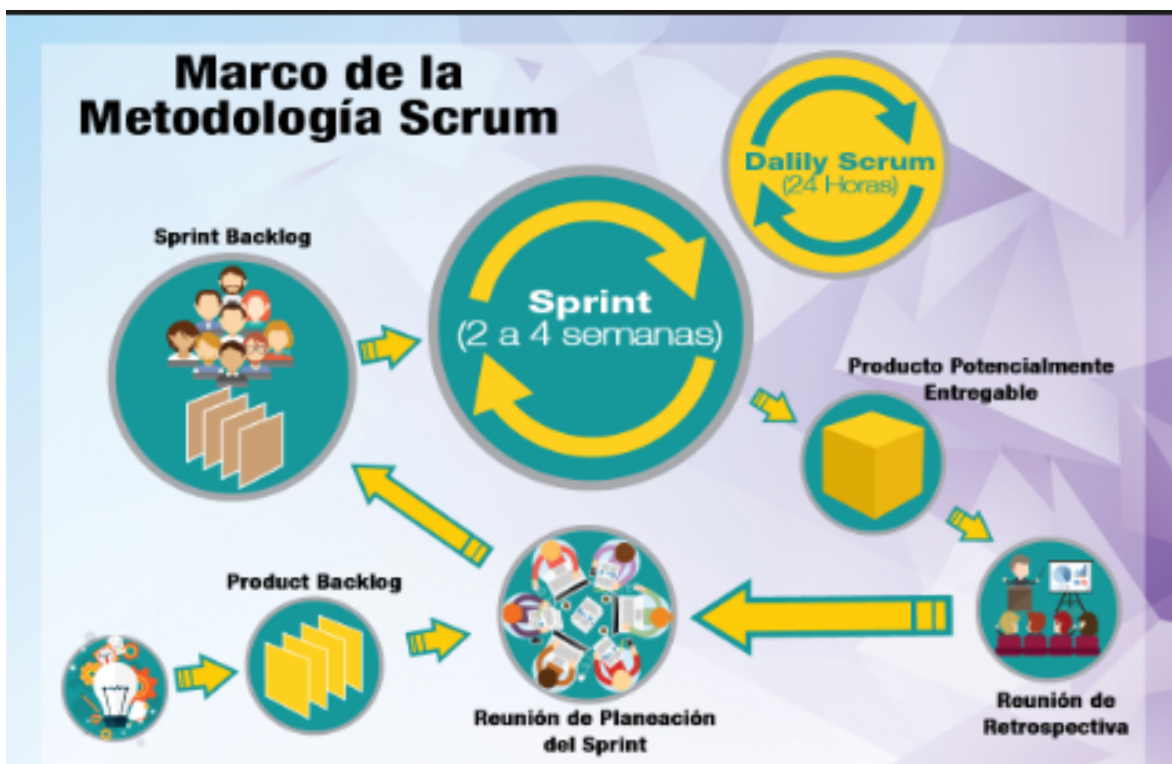 Marco de la
Metodología Scrum
Dalily Scrum
(24 Horas)
Sprint Backlog
Sprint
(2 a 4 semanas)
Producto Potencialmente
Entregable
Product Backlog
Reunión de Planeación
del Sprint
Reunión de
Retrospectiva